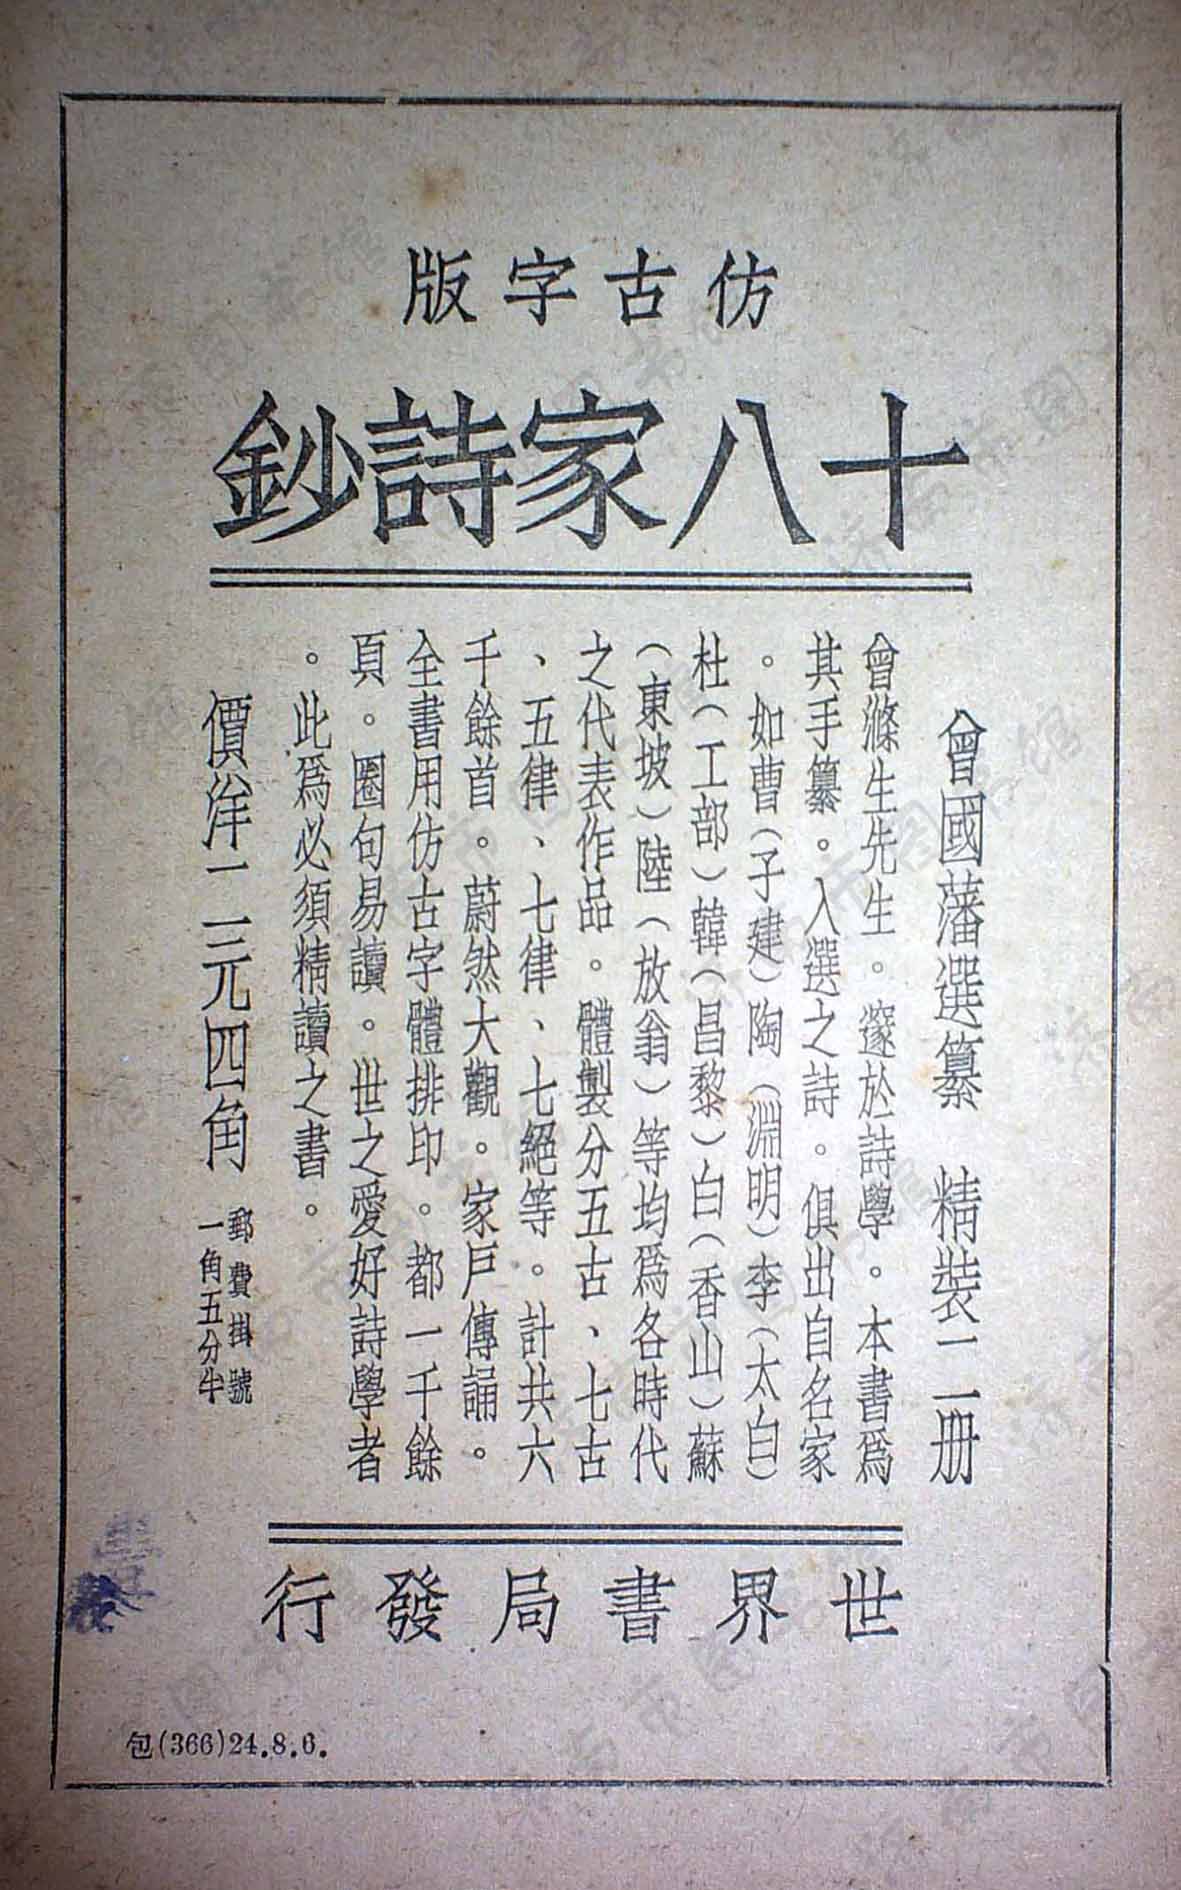 仿古字版
十八家詩鈔
曾國藩選纂　精裝二册
曾滌生先生。邃於詩學。本書爲
其手纂。入選之詩。俱出自名家
。如曹(子建)陶(淵明)李(太白)
杜(工部)韓(昌黎)白(香山)蘇
(東坡)陸(放翁)等均爲各時代
之代表作品。體製分五古、七古
、五律、七律、七絕等。計共六
千餘首。蔚然大觀。家戶傳誦。
全書用仿古字體排印。都一千餘
頁。圈句易讀。世之愛好詩學者
。此爲必須精讀之書。
價洋二元四角
郵費掛號
一角五分半
世界書局發行
包(366)24.8.6.